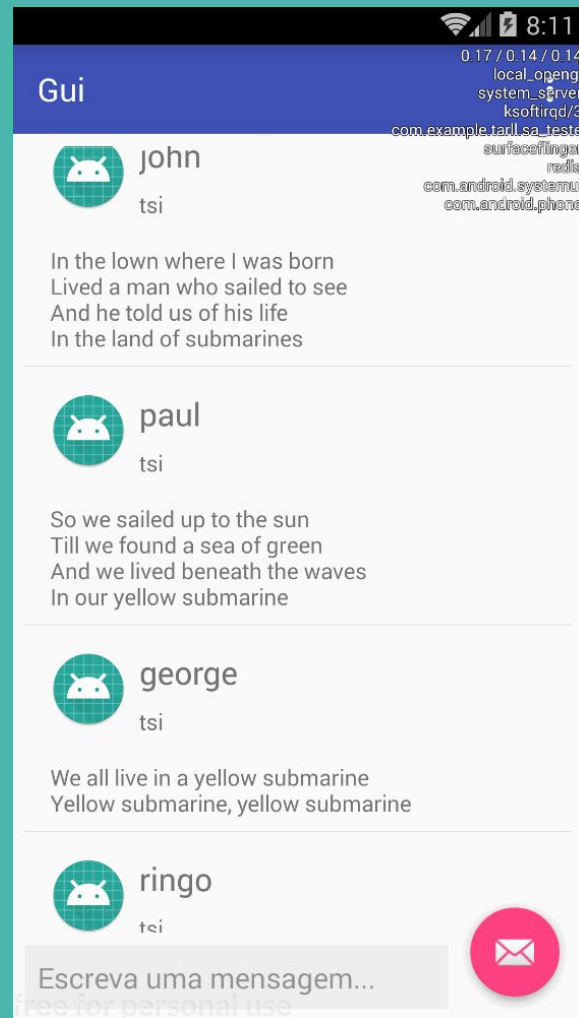 8:11
0.17 / 0.14 / 0.14
Gui
local_opengl
system_server
ksoftirqd/3
com.example.tarll.sa_teste
surfaceflinger
redis
com.android.systemui
com.android.phone
john
tsi
In the lown where I was born
Lived a man who sailed to see
And he told us of his life
In the land of submarines
paul
tsi
So we sailed up to the sun
Till we found a sea of green
And we lived beneath the waves
In our yellow submarine
george
tsi
We all live in a yellow submarine
Yellow submarine, yellow submarine
ringo
tsi
Escreva uma mensagem...
free for personal use